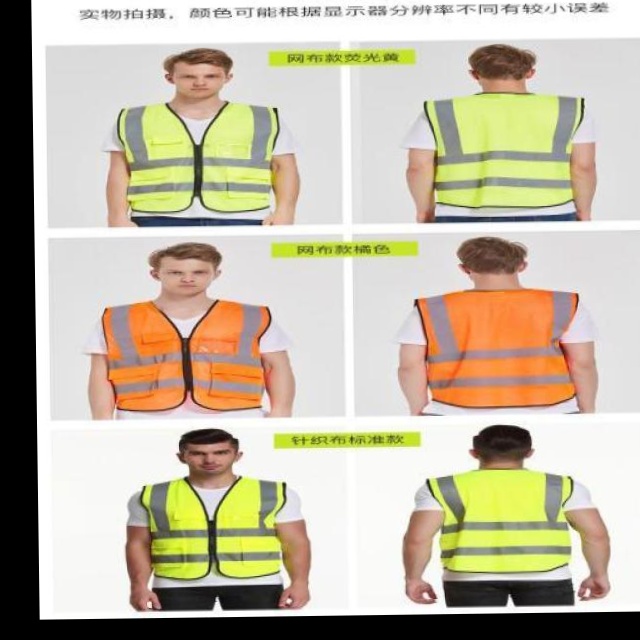 实物拍摄，颜色可能根据显示器分辨率不同有较小误差
网布款荧光黄
网布款橘色
针织布标准款